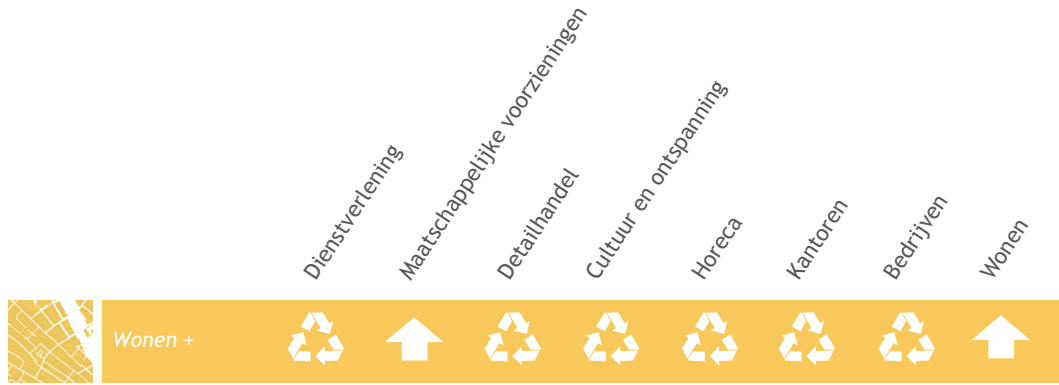 Dienstverlening
Maatschappelijke voorzieningen
Detailhandel
Cultuur en ontspanning
Horeca
Kantoren
Bedrijven
Wonen
Wonen +